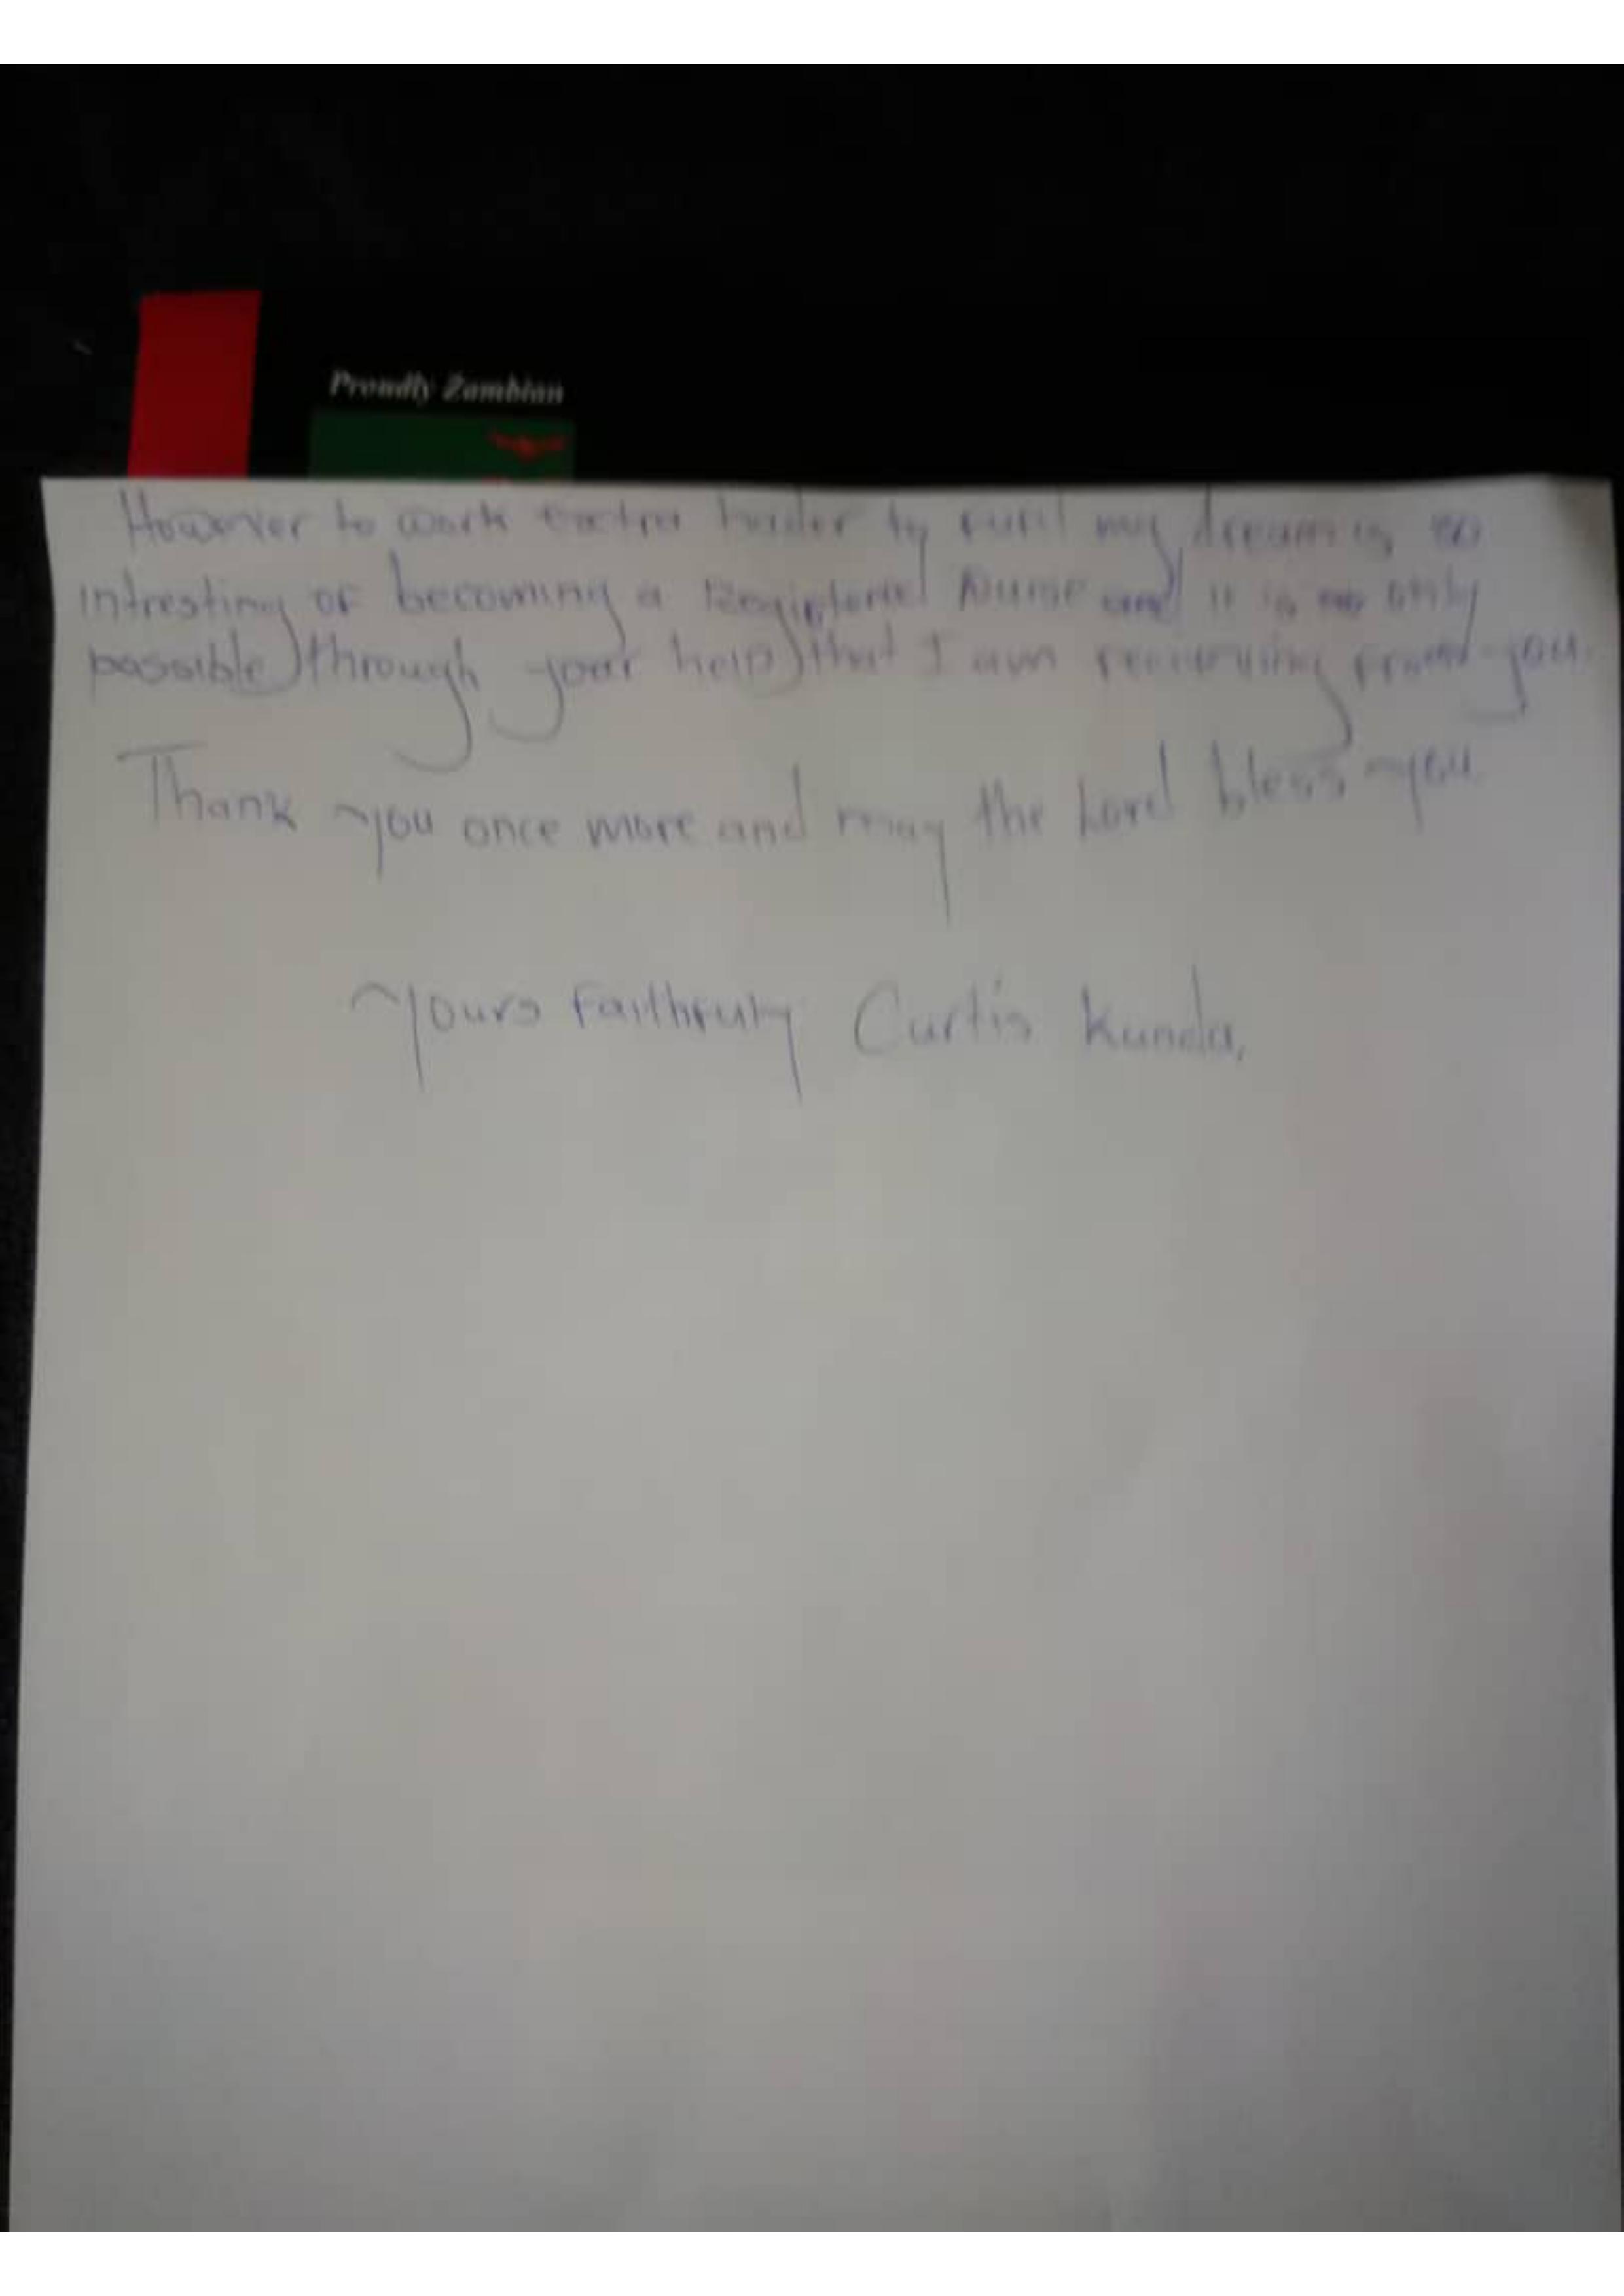 Proudly Zambian
However to work extra harder to my dream is so
intresting of becoming a Registered Nurse and it is only
possible through your help that I am from you.
Thank you once more and may the Lord bless you
Yours Faithfuly Curtis Kunda,